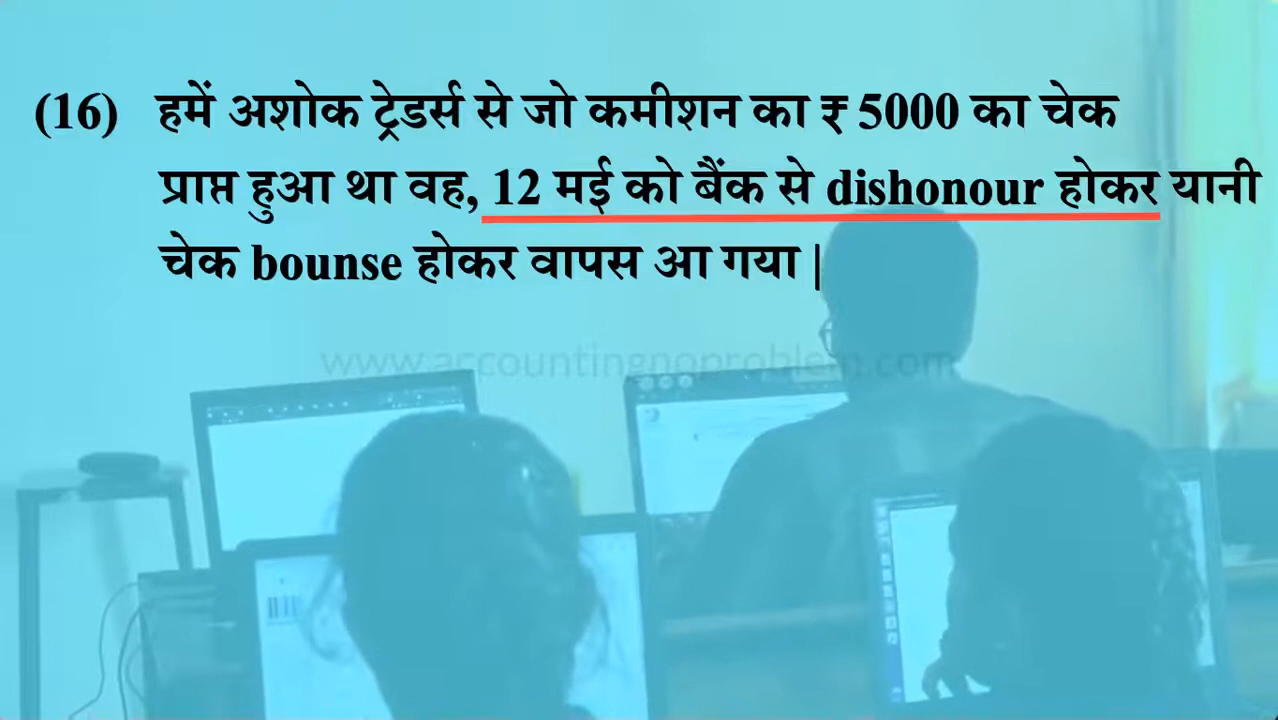 (16) हमें अशोक ट्रेडर्स से जो कमीशन का ₹ 5000 का चेक
प्राप्त हुआ था वह, 12 मई को बैंक से dishonour होकर यानी
चेक bounse होकर वापस आ गया |
www.accountingnoproblem.com